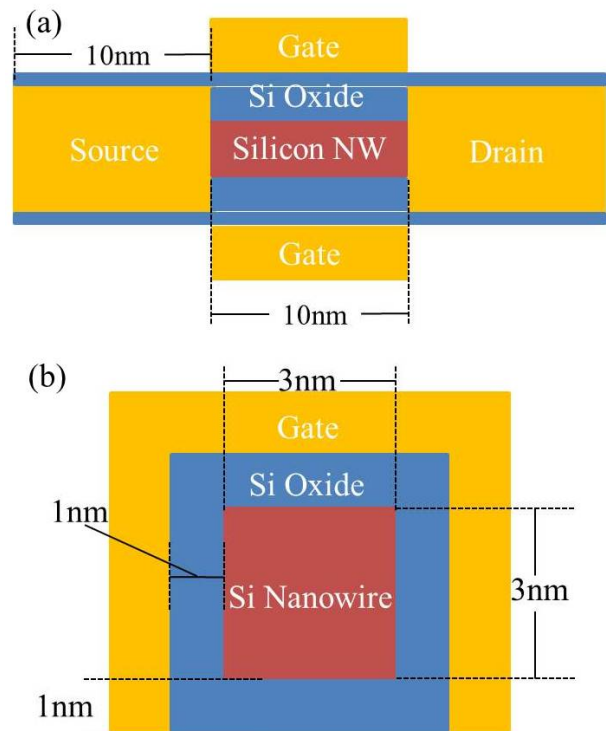 (a)
Gate
10nm
Si Oxide
Source
Silicon NW
Drain
Gate
10nm
(b)
3nm
Gate
Si Oxide
1nm
Si Nanowire
3nm
1nm